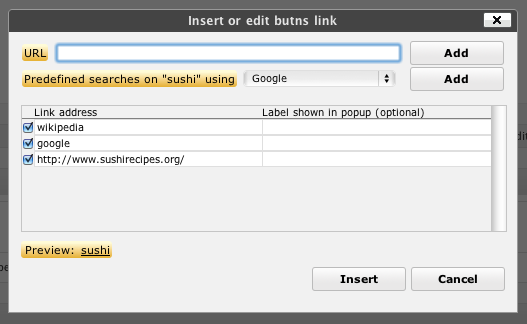 Insert or edit butns link
URL Add
Predefined searches on "sushi" using Google Add
Link address Label shown in popup (optional)
wikipedia
google
http://www.sushirecipes.org/
Preview: sushi
Insert Cancel